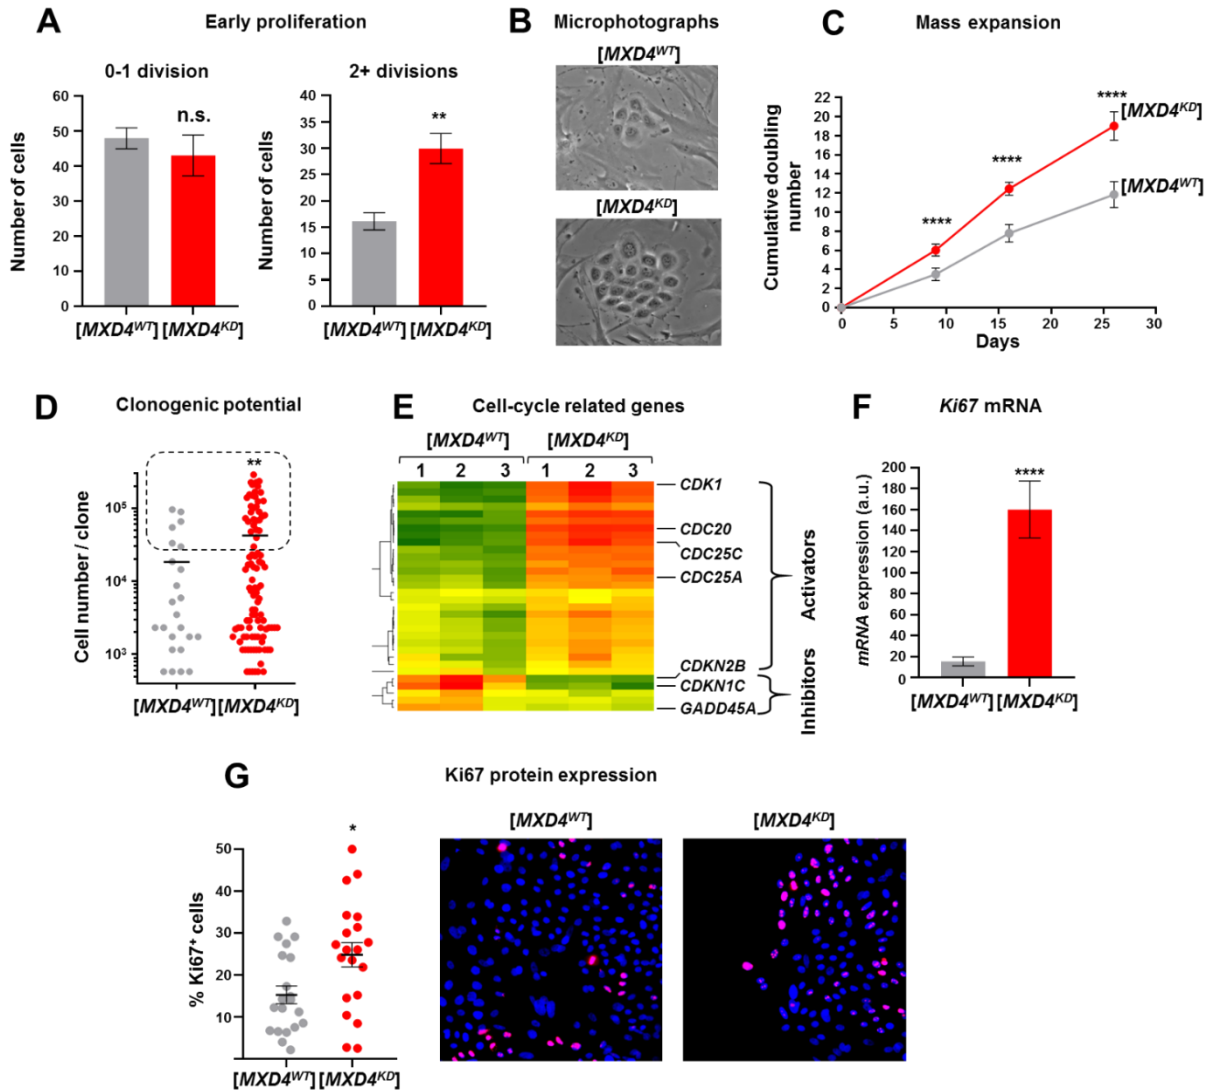 A
Early proliferation
0-1 division
Number of cells
60
50
40
30
20
10
0
n.s.
[MXD4WT] [MXD4KD]
2+ divisions
Number of cells
35
30
25
20
15
10
5
0
**
[MXD4WT] [MXD4KD]
B
Microphotographs
[MXD4WT]
[MXD4KD]
C
Mass expansion
Cumulative doubling
number
22
20
18
16
14
12
10
8
6
4
2
0
****
****
****
****
[MXD4KD]
[MXD4WT]
0 5 10 15 20 25 30
Days
D
Clonogenic potential
Cell number / clone
**
10⁵
10⁴
10³
[MXD4WT] [MXD4KD]
E
Cell-cycle related genes
[MXD4WT] [MXD4KD]
1 2 3 1 2 3
CDK1
CDC20
CDC25C
CDC25A
CDKN2B
CDKN1C
GADD45A
Activators
Inhibitors
F
Ki67 mRNA
mRNA expression (a.u.)
200
180
160
140
120
100
80
60
40
20
0
****
[MXD4WT] [MXD4KD]
G
Ki67 protein expression
% Ki67⁺ cells
50
40
30
20
10
*
[MXD4WT] [MXD4KD]
[MXD4WT]
[MXD4KD]